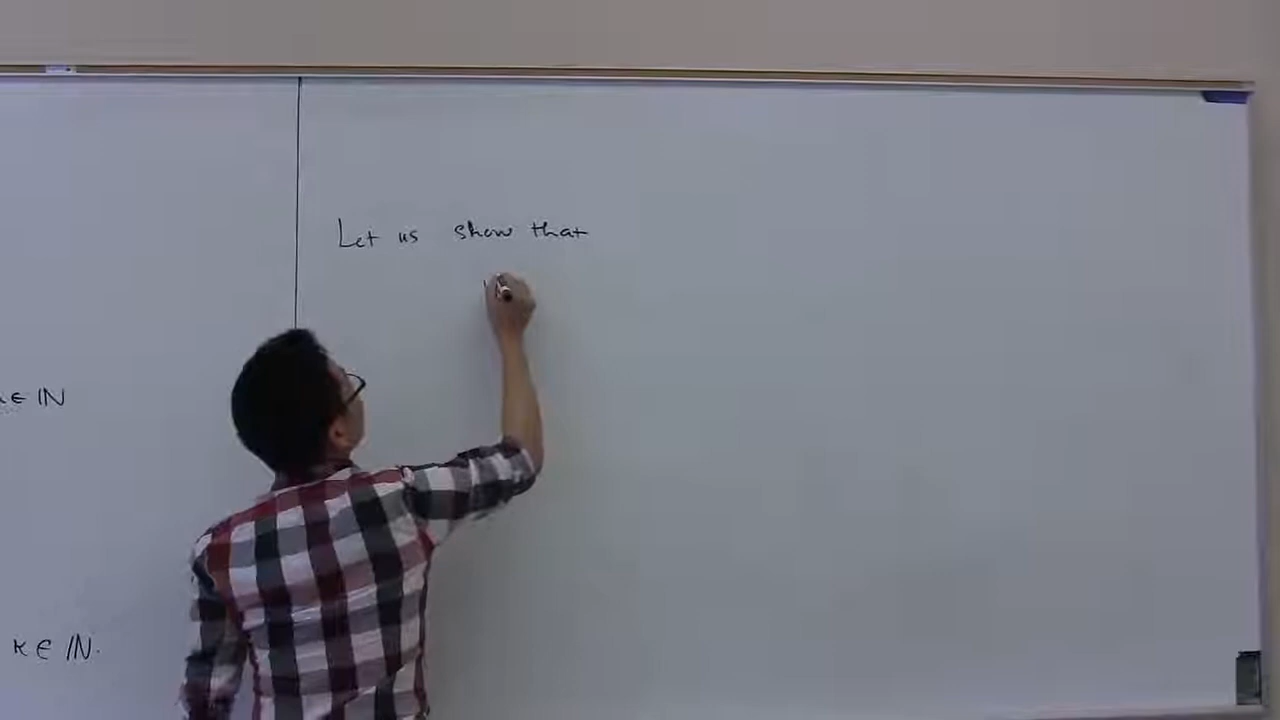 ∈ ℕ
k ∈ ℕ.
Let us show that